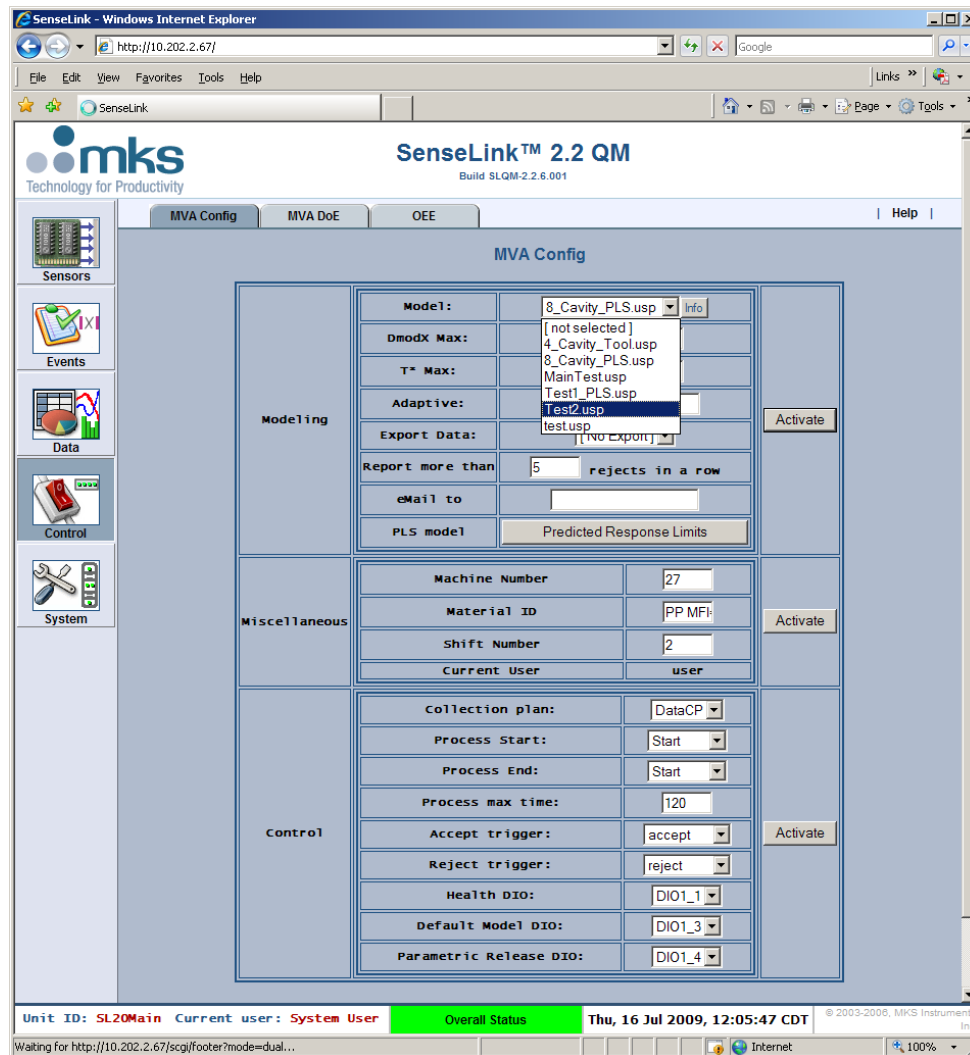 SenseLink - Windows Internet Explorer
http://10.202.2.67/
Google
File Edit View Favorites Tools Help
Links »
SenseLink
Page Tools
mks
Technology for Productivity
SenseLink™ 2.2 QM
Build SLQM-2.2.6.001
MVA Config MVA DoE OEE | Help |
MVA Config
Sensors
Events
Data
Control
System
Modeling
Model: 8_Cavity_PLS.usp Info
[ not selected ]
4_Cavity_Tool.usp
8_Cavity_PLS.usp
MainTest.usp
Test1_PLS.usp
Test2.usp
test.usp
DmodX Max:
T* Max:
Adaptive:
Export Data: [ No Export ]
Report more than 5 rejects in a row
eMail to
PLS model Predicted Response Limits
Activate
Miscellaneous
Machine Number 27
Material ID PP MFI
Shift Number 2
Current User user
Activate
Control
Collection plan: DataCP
Process Start: Start
Process End: Start
Process max time: 120
Accept trigger: accept
Reject trigger: reject
Health DIO: DIO1_1
Default Model DIO: DIO1_3
Parametric Release DIO: DIO1_4
Activate
Unit ID: SL20Main Current user: System User
Overall Status
Thu, 16 Jul 2009, 12:05:47 CDT
© 2003-2006, MKS Instrument
In
Waiting for http://10.202.2.67/scgi/footer?mode=dual...
Internet
100%